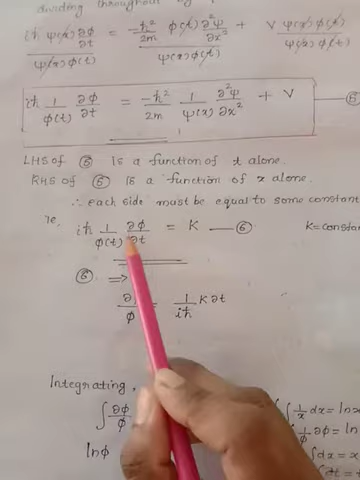 dividing throughout by
iħ ψ(x) ∂φ/∂t / ψ(x) φ(t) = -ħ²/2m φ(t) ∂²ψ/∂x² / ψ(x) φ(t) + V ψ(x) φ(t) / ψ(x) φ(t)
iħ 1/φ(t) ∂φ/∂t = -ħ²/2m 1/ψ(x) ∂²ψ/∂x² + V — ⑤
LHS of ⑤ is a function of t alone.
RHS of ⑤ is a function of x alone.
∴ each side must be equal to some constant
ie, iħ 1/φ(t) ∂φ/∂t = K — ⑥ K = constan
⑥ ⇒
∂ /φ 1/iħ K ∂t
Integrating, ∫ 1/x dx = ln x
∫ ∂φ/φ ∫ 1/φ ∂φ = ln
ln φ ∫ dx = x